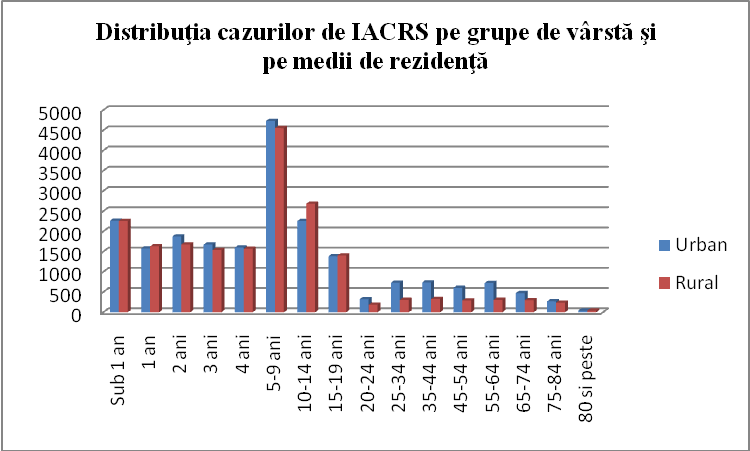 Distribuţia cazurilor de IACRS pe grupe de vârstă şi
pe medii de rezidenţă
5000
4500
4000
3500
3000
2500
2000
1500
1000
500
0
Urban
Rural
Sub 1 an
1 an
2 ani
3 ani
4 ani
5-9 ani
10-14 ani
15-19 ani
20-24 ani
25-34 ani
35-44 ani
45-54 ani
55-64 ani
65-74 ani
75-84 ani
80 si peste